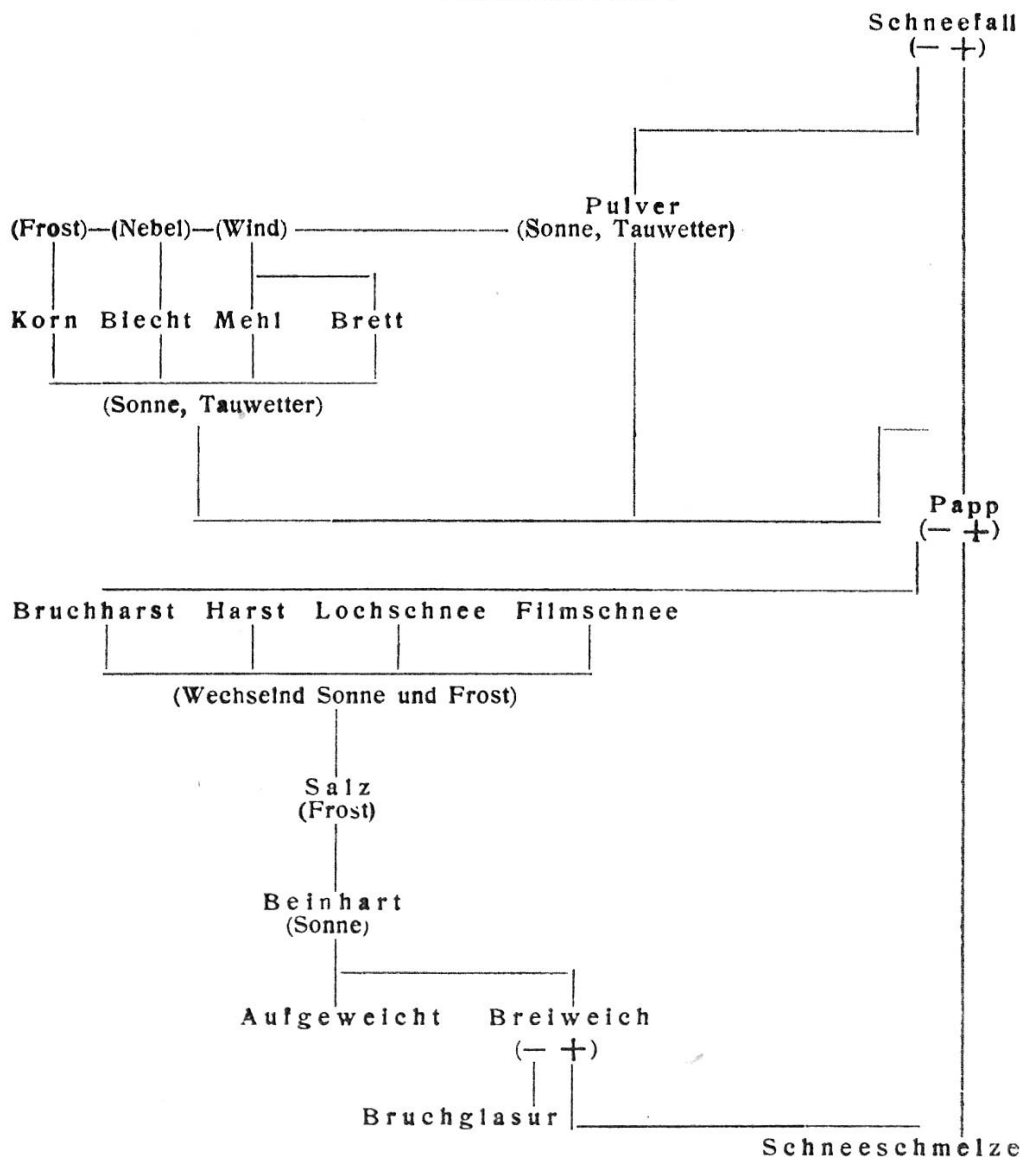 Schneefall
(— +)
Pulver
(Frost)—(Nebel)—(Wind) ——— (Sonne, Tauwetter)
Korn Biecht Mehl Brett
(Sonne, Tauwetter)
Papp
(— +)
Bruchharst Harst Lochschnee Filmschnee
(Wechselnd Sonne und Frost)
Salz
(Frost)
Beinhart
(Sonne)
Aufgeweicht Breiweich
(— +)
Bruchglasur
Schneeschmelze